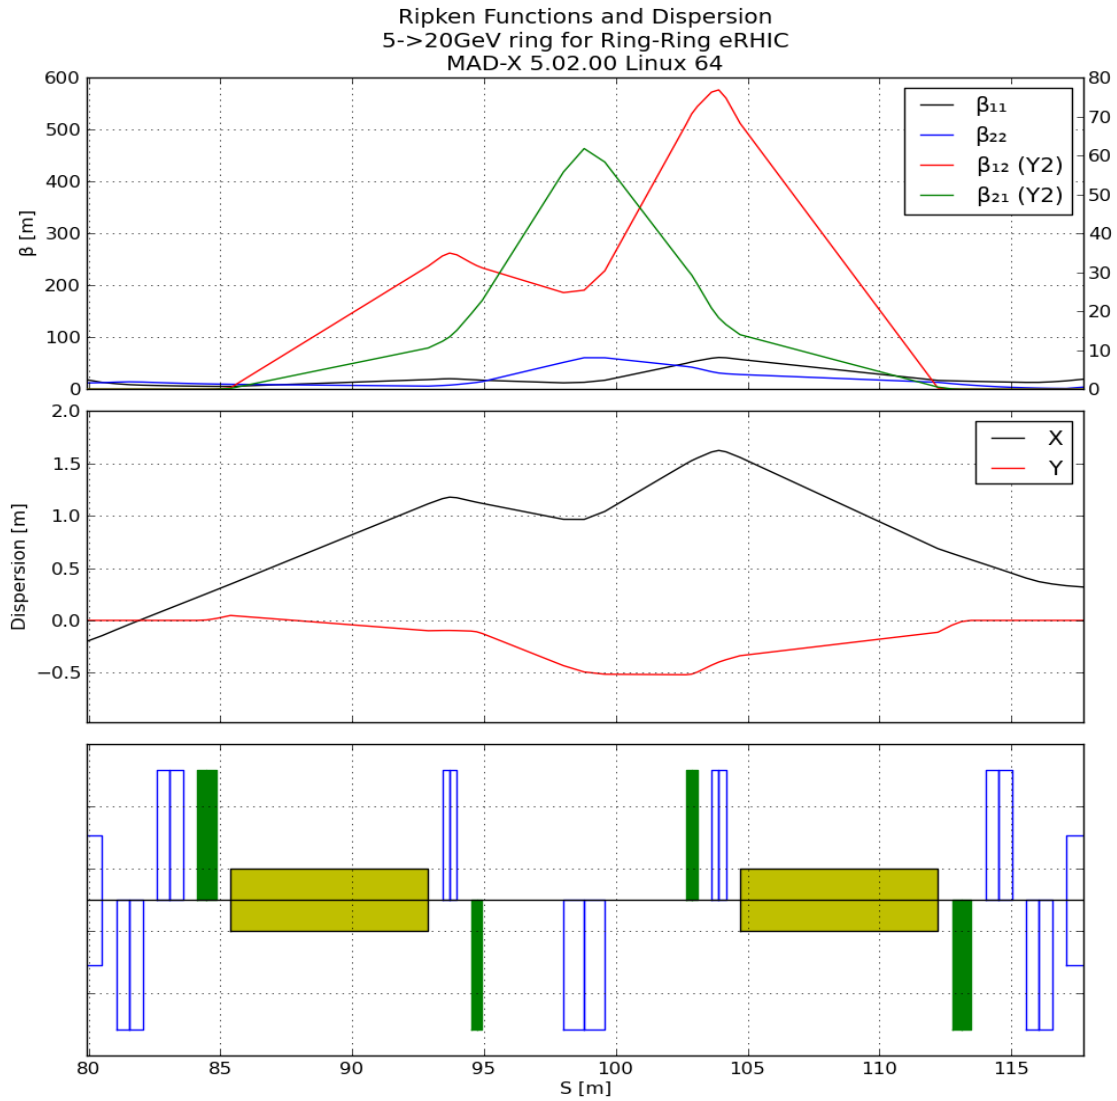 Ripken Functions and Dispersion
5->20GeV ring for Ring-Ring eRHIC
MAD-X 5.02.00 Linux 64
600
500
400
300
200
100
0
β [m]
80
70
60
50
40
30
20
10
0
β₁₁
β₂₂
β₁₂ (Y2)
β₂₁ (Y2)
2.0
1.5
1.0
0.5
0.0
−0.5
Dispersion [m]
X
Y
80 85 90 95 100 105 110 115
S [m]